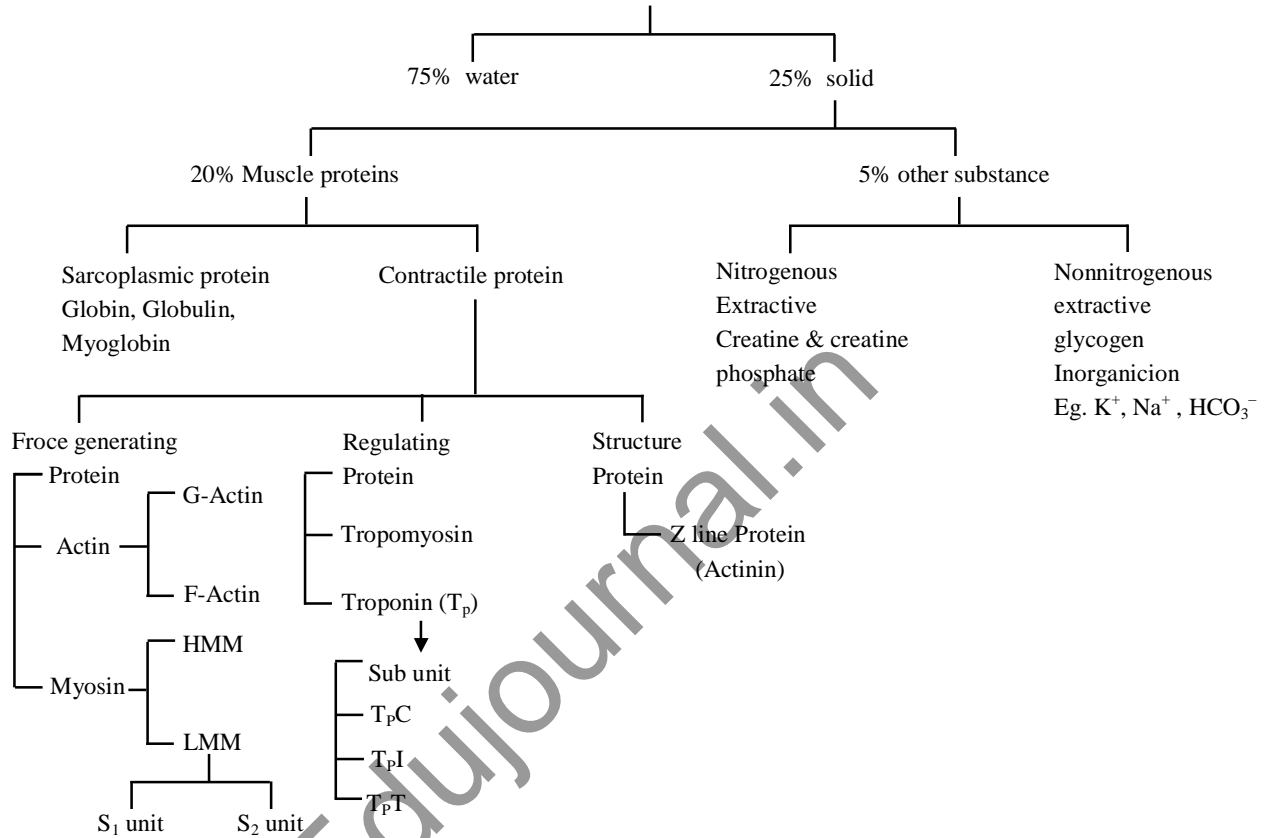 75% water
25% solid
20% Muscle proteins
5% other substance
Sarcoplasmic protein
Globin, Globulin,
Myoglobin
Contractile protein
Nitrogenous
Extractive
Creatine & creatine
phosphate
Nonnitrogenous
extractive
glycogen
Inorganicion
Eg. K⁺, Na⁺ , HCO₃⁻
Froce generating
Protein
Actin
G-Actin
F-Actin
Myosin
HMM
LMM
S₁ unit
S₂ unit
Regulating
Protein
Tropomyosin
Troponin (Tₚ)
Sub unit
TₚC
TₚI
TₚT
Structure
Protein
Z line Protein
(Actinin)
Edujournal.in